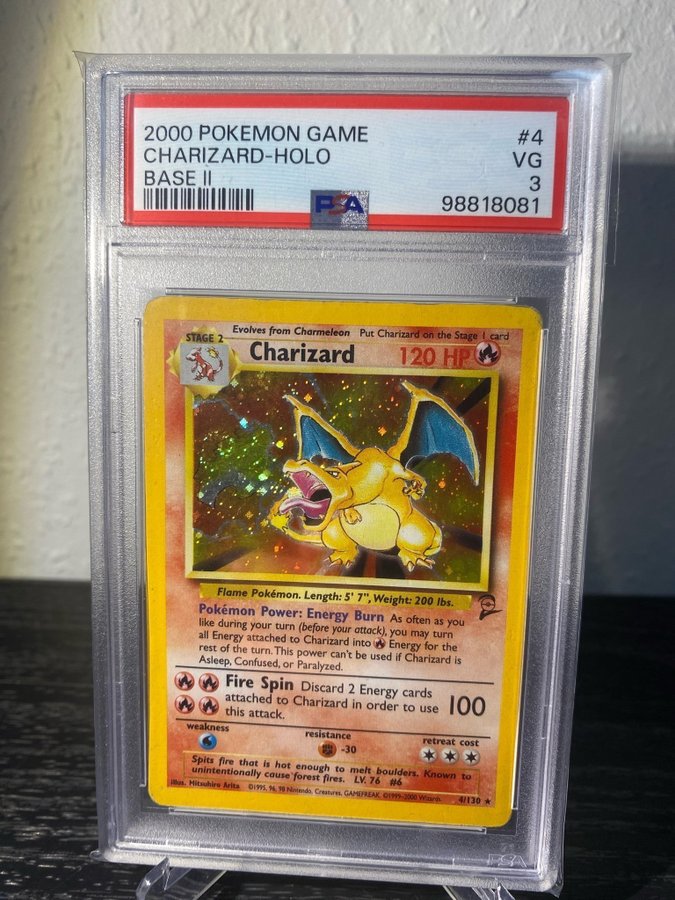 2000 POKEMON GAME #4
CHARIZARD-HOLO VG
BASE II 3
PSA 98818081
Evolves from Charmeleon Put Charizard on the Stage 1 card
STAGE 2
Charizard 120 HP
Flame Pokémon. Length: 5' 7", Weight: 200 lbs.
Pokémon Power: Energy Burn As often as you
like during your turn (before your attack), you may turn
all Energy attached to Charizard into Energy for the
rest of the turn. This power can't be used if Charizard is
Asleep, Confused, or Paralyzed.
Fire Spin Discard 2 Energy cards
attached to Charizard in order to use 100
this attack.
weakness resistance retreat cost
-30
Spits fire that is hot enough to melt boulders. Known to
unintentionally cause forest fires. LV. 76 #6
Illus. Mitsuhiro Arita ©1995, 96, 98 Nintendo, Creatures, GAMEFREAK. ©1999-2000 Wizards. 4/130 ★
PSA